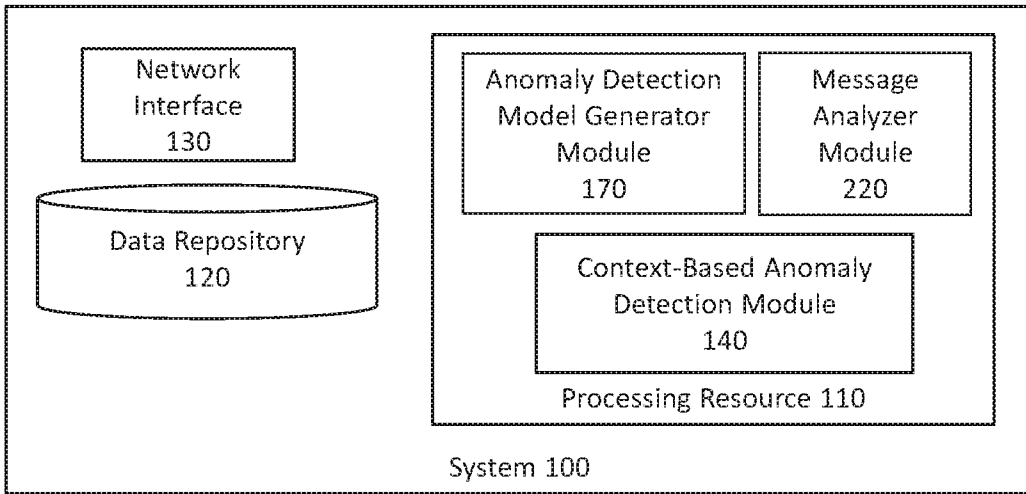 Network
Interface
130
Data Repository
120
Anomaly Detection
Model Generator
Module
170
Message
Analyzer
Module
220
Context-Based Anomaly
Detection Module
140
Processing Resource 110
System 100